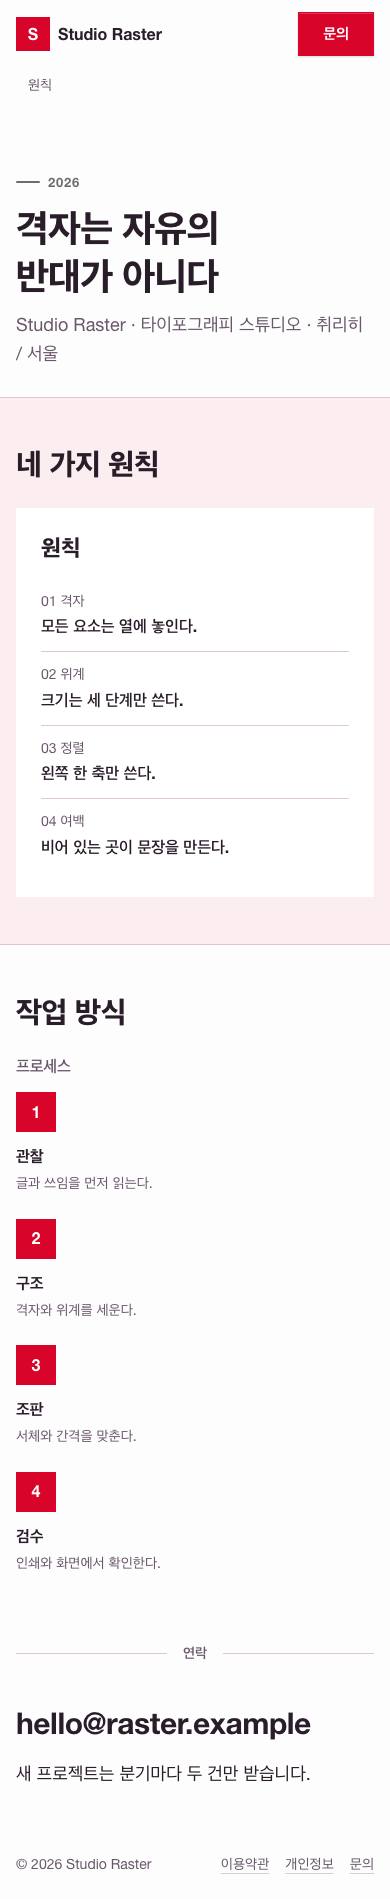 S Studio Raster 문의
원칙
2026
격자는 자유의
반대가 아니다
Studio Raster · 타이포그래피 스튜디오 · 취리히
/ 서울
네 가지 원칙
원칙
01 격자
모든 요소는 열에 놓인다.
02 위계
크기는 세 단계만 쓴다.
03 정렬
왼쪽 한 축만 쓴다.
04 여백
비어 있는 곳이 문장을 만든다.
작업 방식
프로세스
1
관찰
글과 쓰임을 먼저 읽는다.
2
구조
격자와 위계를 세운다.
3
조판
서체와 간격을 맞춘다.
4
검수
인쇄와 화면에서 확인한다.
연락
hello@raster.example
새 프로젝트는 분기마다 두 건만 받습니다.
© 2026 Studio Raster 이용약관 개인정보 문의